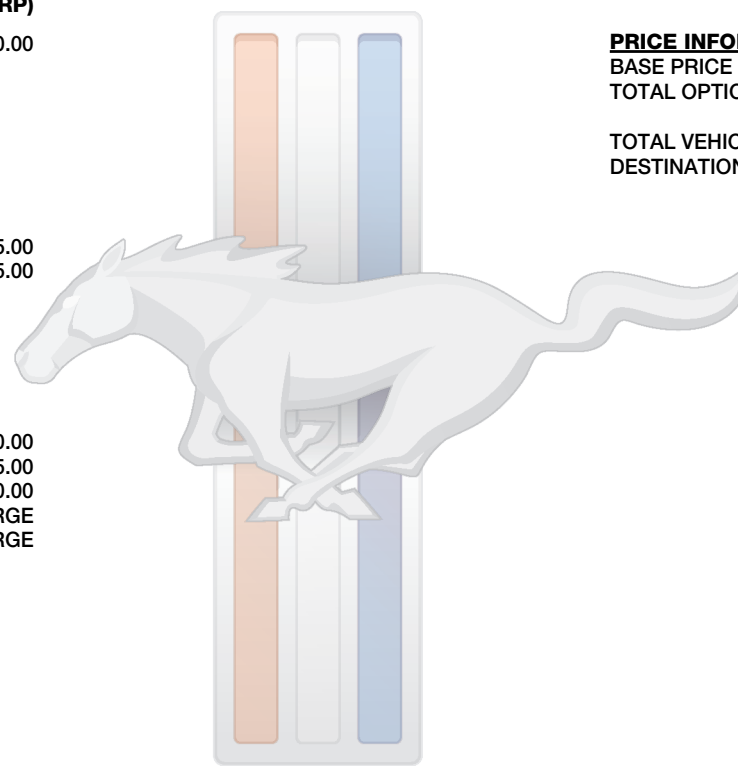 RP)
0.00
5.00
5.00
0.00
5.00
0.00
RGE
RGE
PRICE INFO
BASE PRICE
TOTAL OPTIO
TOTAL VEHIC
DESTINATION